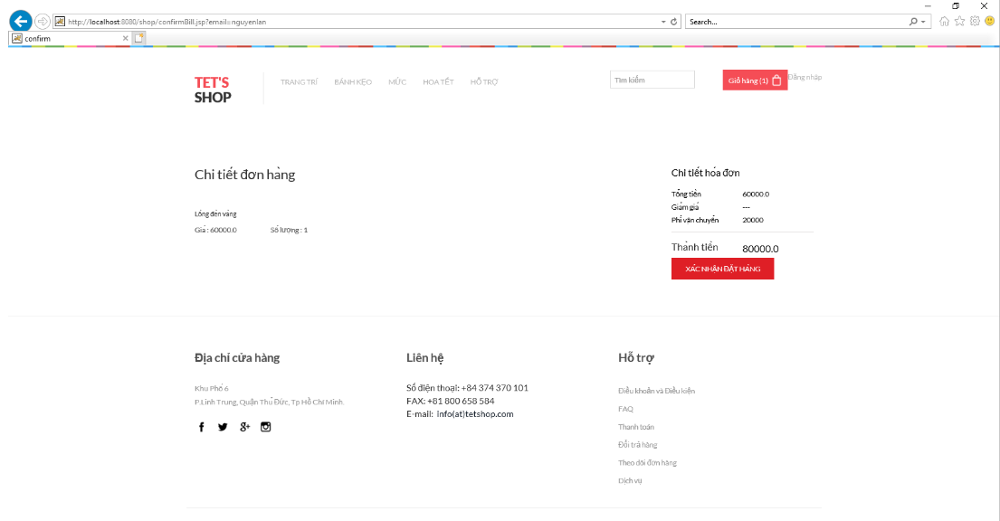 http://localhost:8080/shop/confirmBill.jsp?email=nguyenlan
Search...
confirm
TET'S
SHOP
TRANG TRÍ
BÁNH KẸO
MỨC
HOA TẾT
HỖ TRỢ
Tìm kiếm
Giỏ hàng (1)
Đăng nhập
Chi tiết đơn hàng
Lồng đèn vàng
Giá : 60000.0
Số lượng : 1
Chi tiết hóa đơn
Tổng tiền 60000.0
Giảm giá ---
Phí vận chuyển 20000
Thành tiền 80000.0
XÁC NHẬN ĐẶT HÀNG
Địa chỉ cửa hàng
Khu Phố 6
P.Linh Trung, Quận Thủ Đức, Tp Hồ Chí Minh.
Liên hệ
Số điện thoại: +84 374 370 101
FAX: +81 800 658 584
E-mail: info(at)tetshop.com
Hỗ trợ
Điều khoản và Điều kiện
FAQ
Thanh toán
Đổi trả hàng
Theo dõi đơn hàng
Dịch vụ